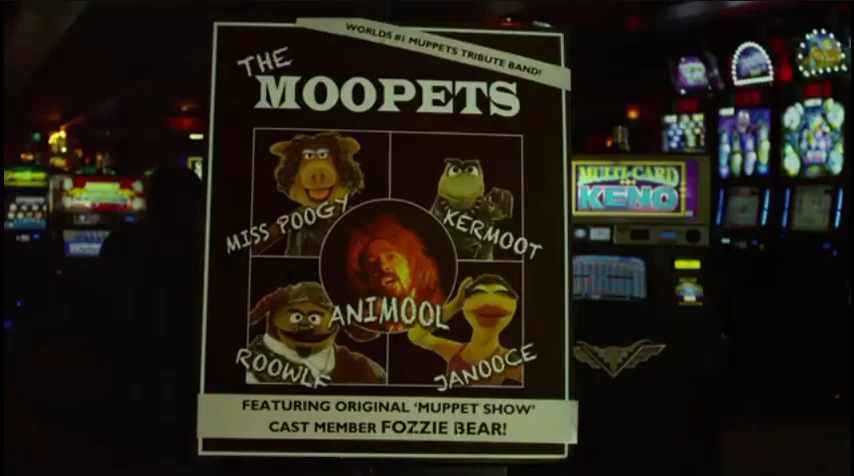 WORLDS #1 MUPPETS TRIBUTE BAND!
THE
MOOPETS
MISS POOGY
KERMOOT
ANIMOOL
ROOWLF
JANOOCE
FEATURING ORIGINAL 'MUPPET SHOW'
CAST MEMBER FOZZIE BEAR!
MULTI-CARD
KENO